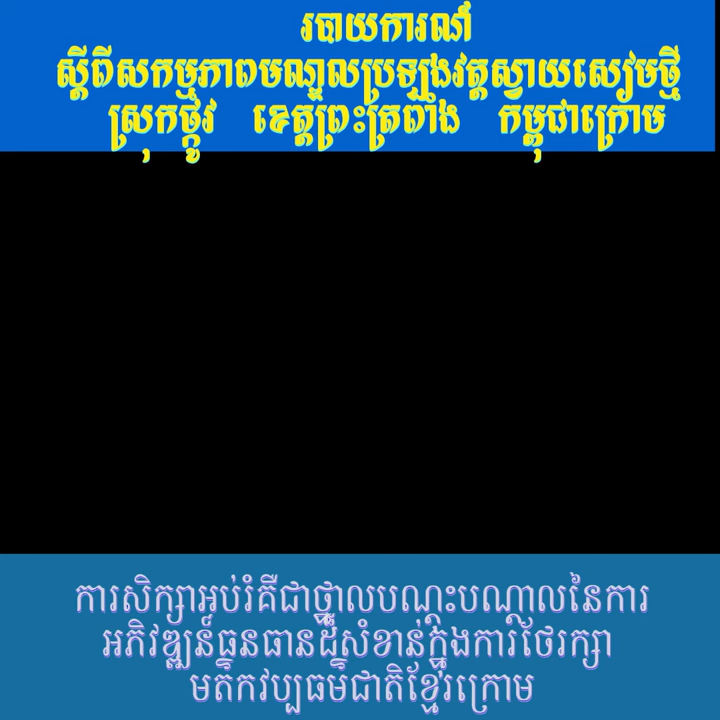 របាយការណ៍
ស្តីពីសកម្មភាពមណ្ឌលប្រឡងវត្តស្វាយសៀមថ្មី
ស្រុកថ្កូវ ខេត្តព្រះត្រពាំង កម្ពុជាក្រោម
ការសិក្សាអប់រំគឺជាថ្នាលបណ្តុះបណ្តាលនៃការ
អភិវឌ្ឍន៍ធនធានដ៏សំខាន់ក្នុងការថែរក្សា
មត៌កវប្បធម៌ជាតិខ្មែរក្រោម